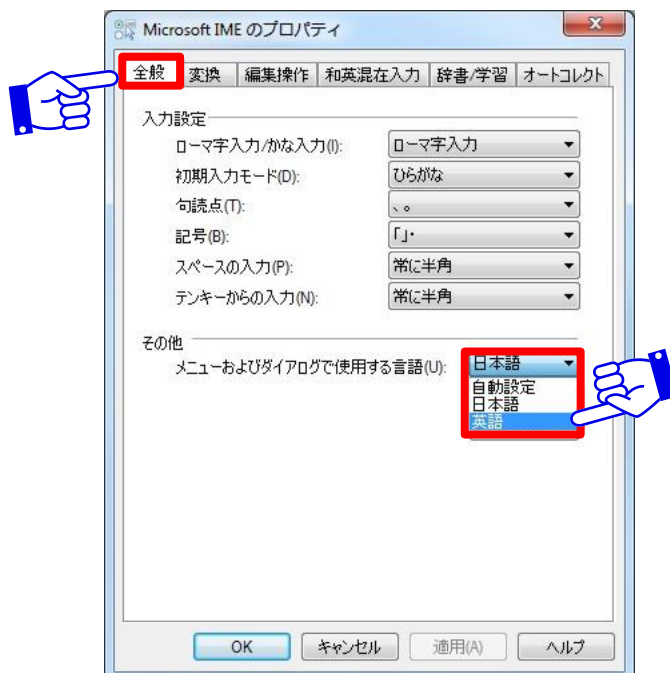 Microsoft IME のプロパティ
全般 変換 編集操作 和英混在入力 辞書/学習 オートコレクト
入力設定
ローマ字入力/かな入力(I): ローマ字入力
初期入力モード(D): ひらがな
句読点(T): 、。
記号(B): 「」・
スペースの入力(P): 常に半角
テンキーからの入力(N): 常に半角
その他
メニューおよびダイアログで使用する言語(U): 日本語
自動設定
日本語
英語
OK キャンセル 適用(A) ヘルプ